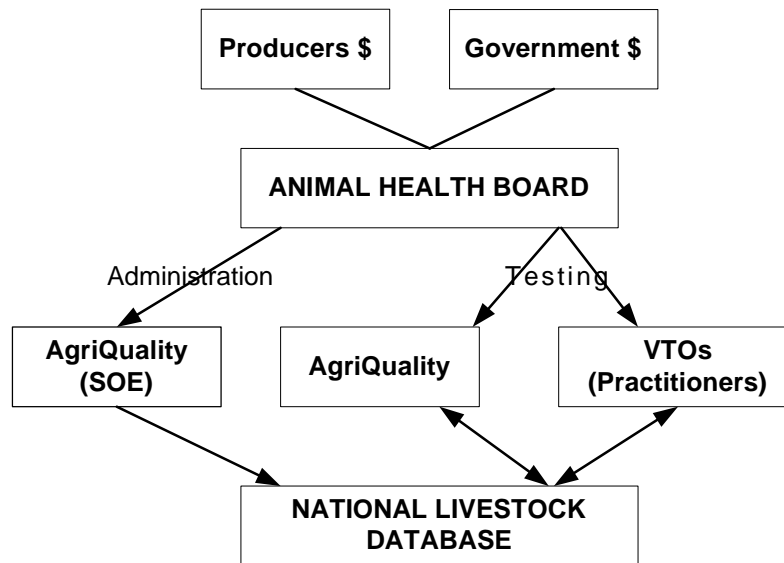 Producers $
Government $
ANIMAL HEALTH BOARD
Administration
Testing
AgriQuality
(SOE)
AgriQuality
VTOs
(Practitioners)
NATIONAL LIVESTOCK
DATABASE